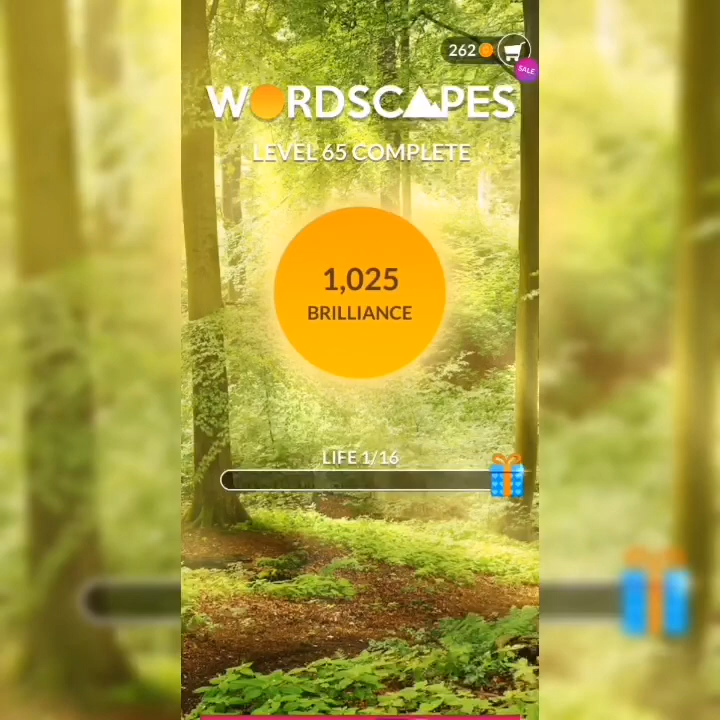 262
SALE
WORDSCAPES
LEVEL 65 COMPLETE
1,025
BRILLIANCE
LIFE 1/16